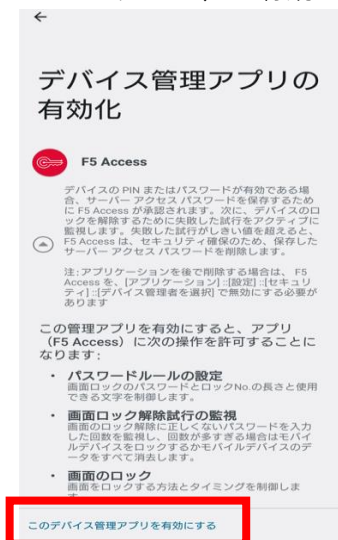 デバイス管理アプリの
有効化
F5 Access
デバイスの PIN またはパスワードが有効である場
合、サーバー アクセス パスワードを保存するため
に F5 Access が承認されます。次に、デバイスのロ
ックを解除するために失敗した試行をアクティブに
監視します。失敗した試行がしきい値を超えると、
F5 Access は、セキュリティ確保のため、保存した
サーバー アクセス パスワードを削除します。
注:アプリケーションを後で削除する場合は、 F5
Access を、[アプリケーション]::[設定]::[セキュリ
ティ]::[デバイス管理者を選択] で無効にする必要が
あります
この管理アプリを有効にすると、アプリ
（F5 Access）に次の操作を許可することに
なります:
・ パスワードルールの設定
画面ロックのパスワードとロックNo.の長さと使用
できる文字を制御します。
・ 画面ロック解除試行の監視
画面のロック解除に正しくないパスワードを入力
した回数を監視し、回数が多すぎる場合はモバイ
ルデバイスをロックするかモバイルデバイスのデ
ータをすべて消去します。
・ 画面のロック
画面をロックする方法とタイミングを制御しま
このデバイス管理アプリを有効にする